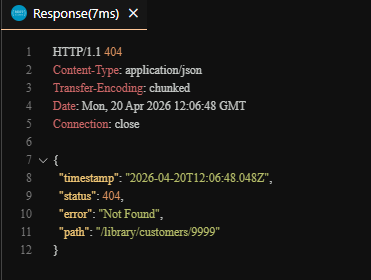 Response(7ms)
1 HTTP/1.1 404
2 Content-Type: application/json
3 Transfer-Encoding: chunked
4 Date: Mon, 20 Apr 2026 12:06:48 GMT
5 Connection: close
6
7 {
8 "timestamp": "2026-04-20T12:06:48.048Z",
9 "status": 404,
10 "error": "Not Found",
11 "path": "/library/customers/9999"
12 }